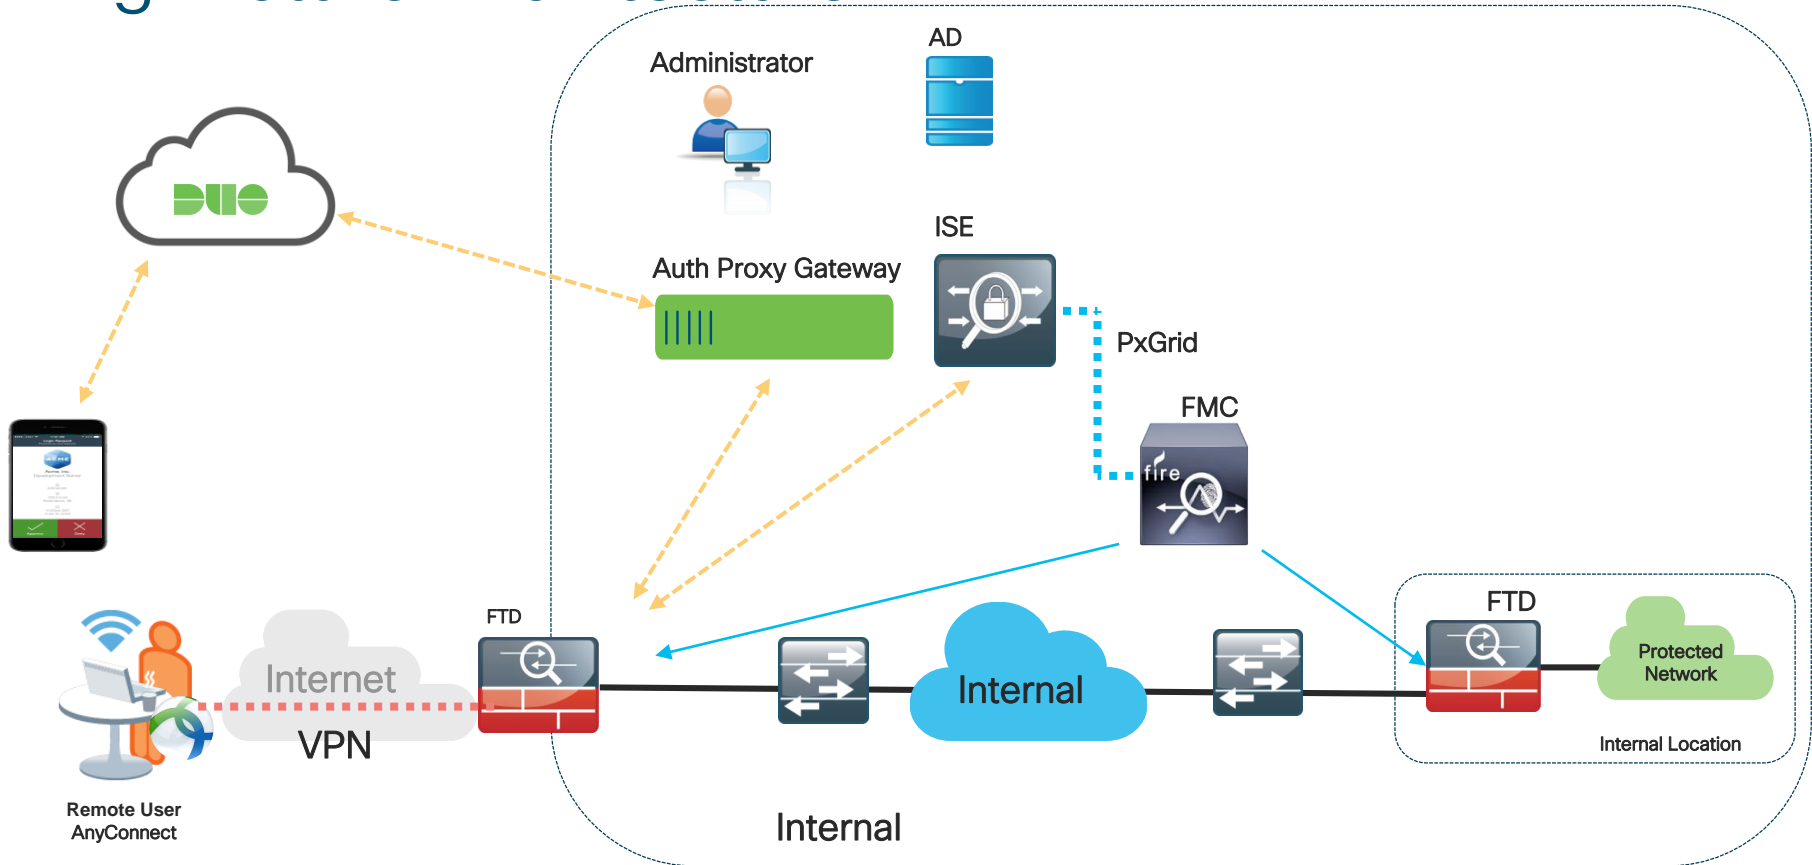 AD
Administrator
DUO
ISE
Auth Proxy Gateway
PxGrid
FMC
fire
FTD
FTD
Protected
Network
Internet
Internal
VPN
Internal Location
Remote User
AnyConnect
Internal